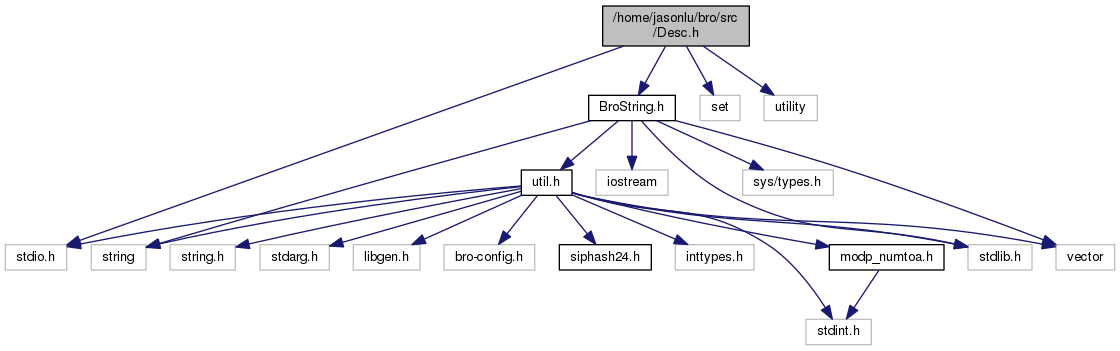 /home/jasonlu/bro/src
/Desc.h
BroString.h
set
utility
util.h
iostream
sys/types.h
stdio.h
string
string.h
stdarg.h
libgen.h
bro-config.h
siphash24.h
inttypes.h
modp_numtoa.h
stdlib.h
vector
stdint.h